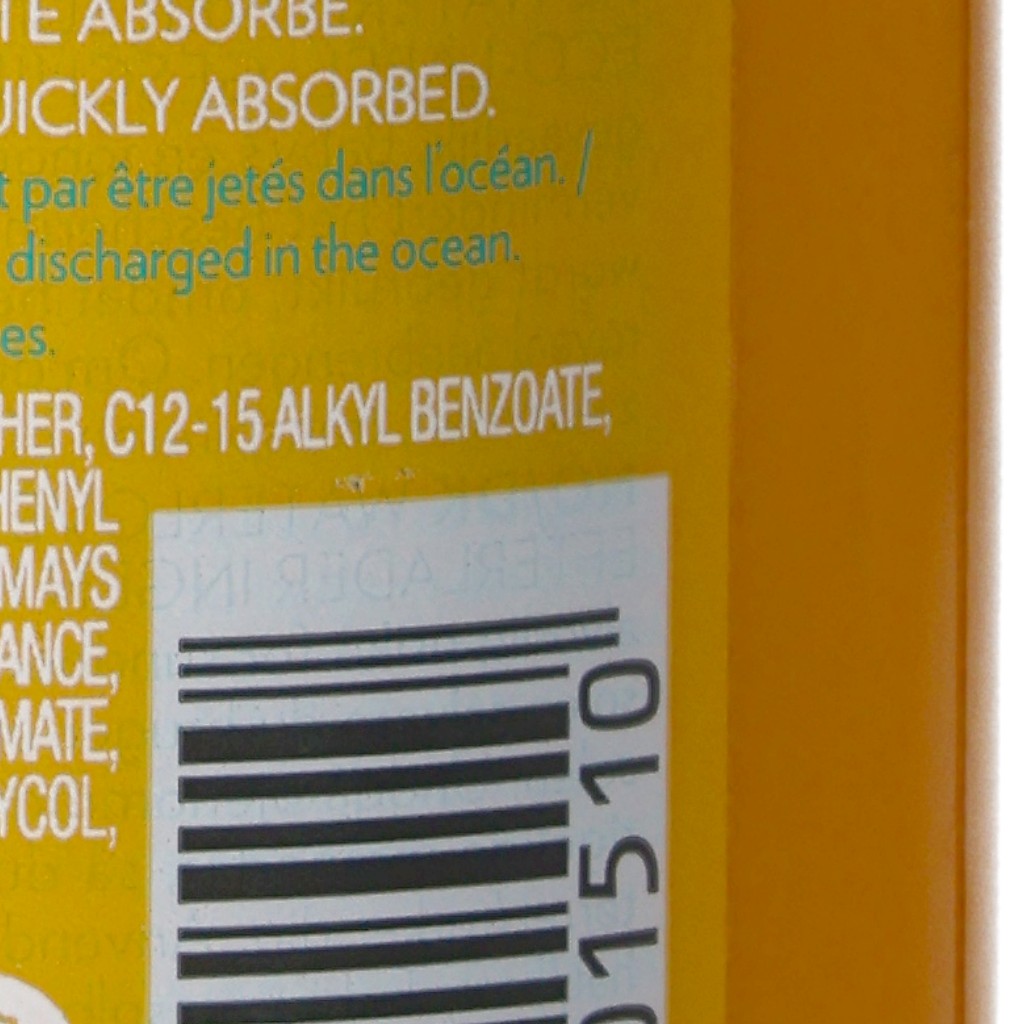 TE ABSORBE.
UICKLY ABSORBED.
t par être jetés dans l'océan. /
discharged in the ocean.
es.
HER, C12-15 ALKYL BENZOATE,
HENYL
MAYS
ANCE,
MATE,
YCOL,
01510